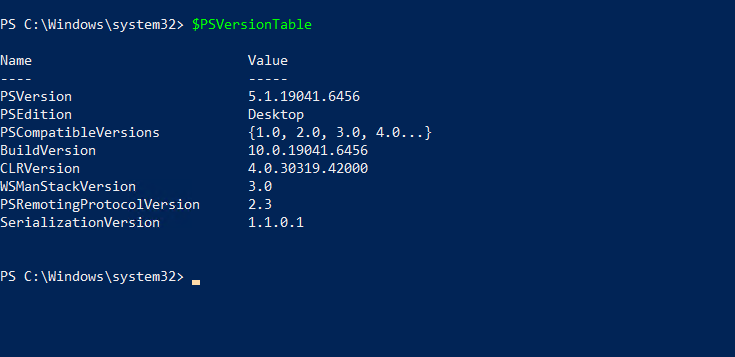 PS C:\Windows\system32> $PSVersionTable
Name                           Value
----                           -----
PSVersion                      5.1.19041.6456
PSEdition                      Desktop
PSCompatibleVersions           {1.0, 2.0, 3.0, 4.0...}
BuildVersion                   10.0.19041.6456
CLRVersion                     4.0.30319.42000
WSManStackVersion              3.0
PSRemotingProtocolVersion      2.3
SerializationVersion           1.1.0.1
PS C:\Windows\system32>